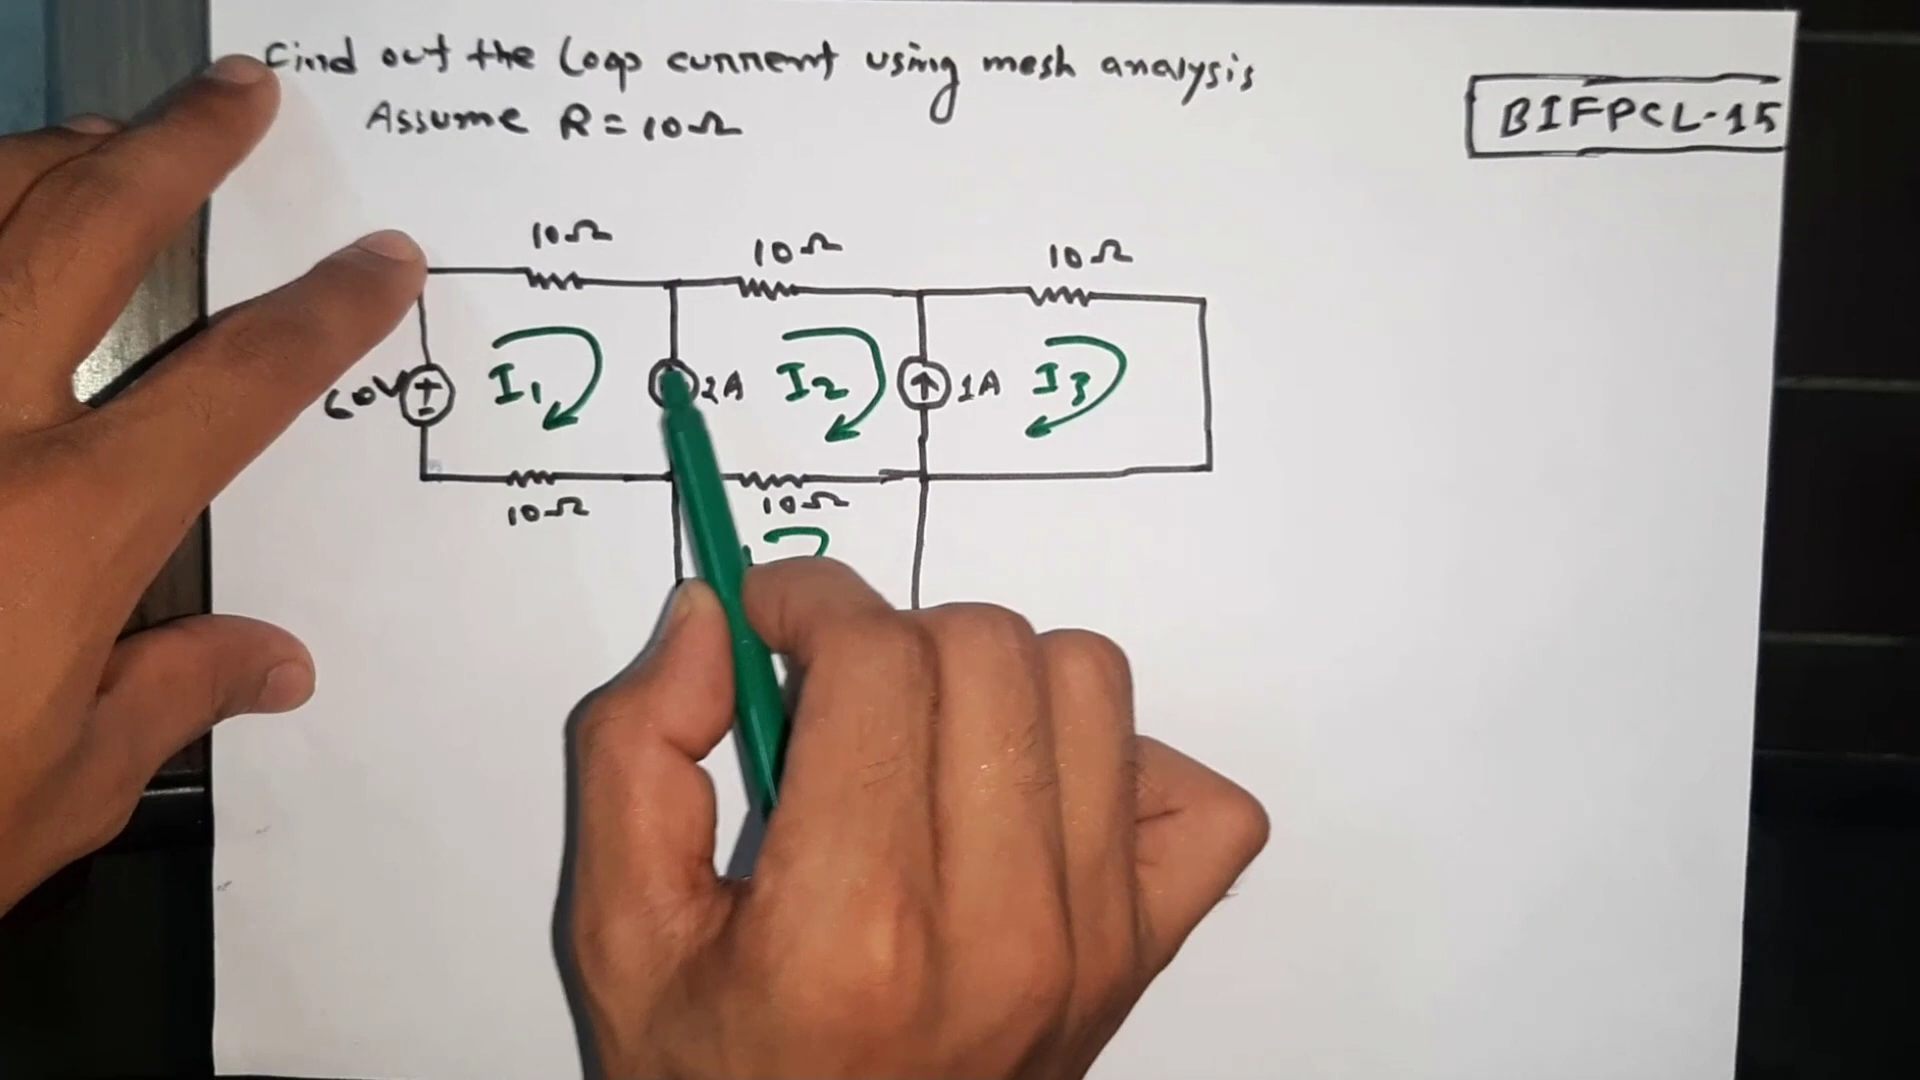 Find out the Loop current using mesh analysis
Assume R = 10Ω
BIFPCL-15
10Ω
10Ω
10Ω
60V
I1
2A
I2
1A
I3
10Ω
10Ω